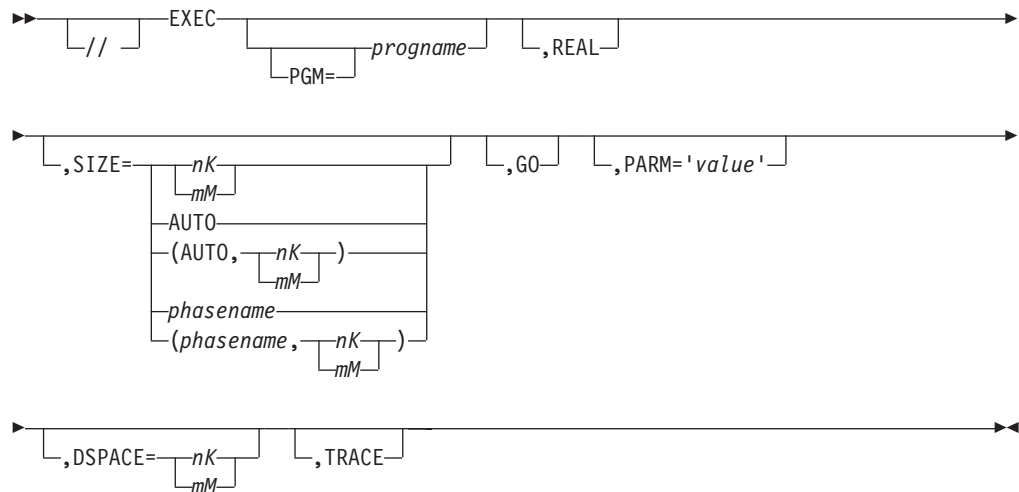 // EXEC PGM= progname ,REAL
,SIZE= nK ,GO ,PARM='value'
mM
AUTO
(AUTO, nK )
mM
phasename
(phasename, nK )
mM
,DSPACE= nK ,TRACE
mM